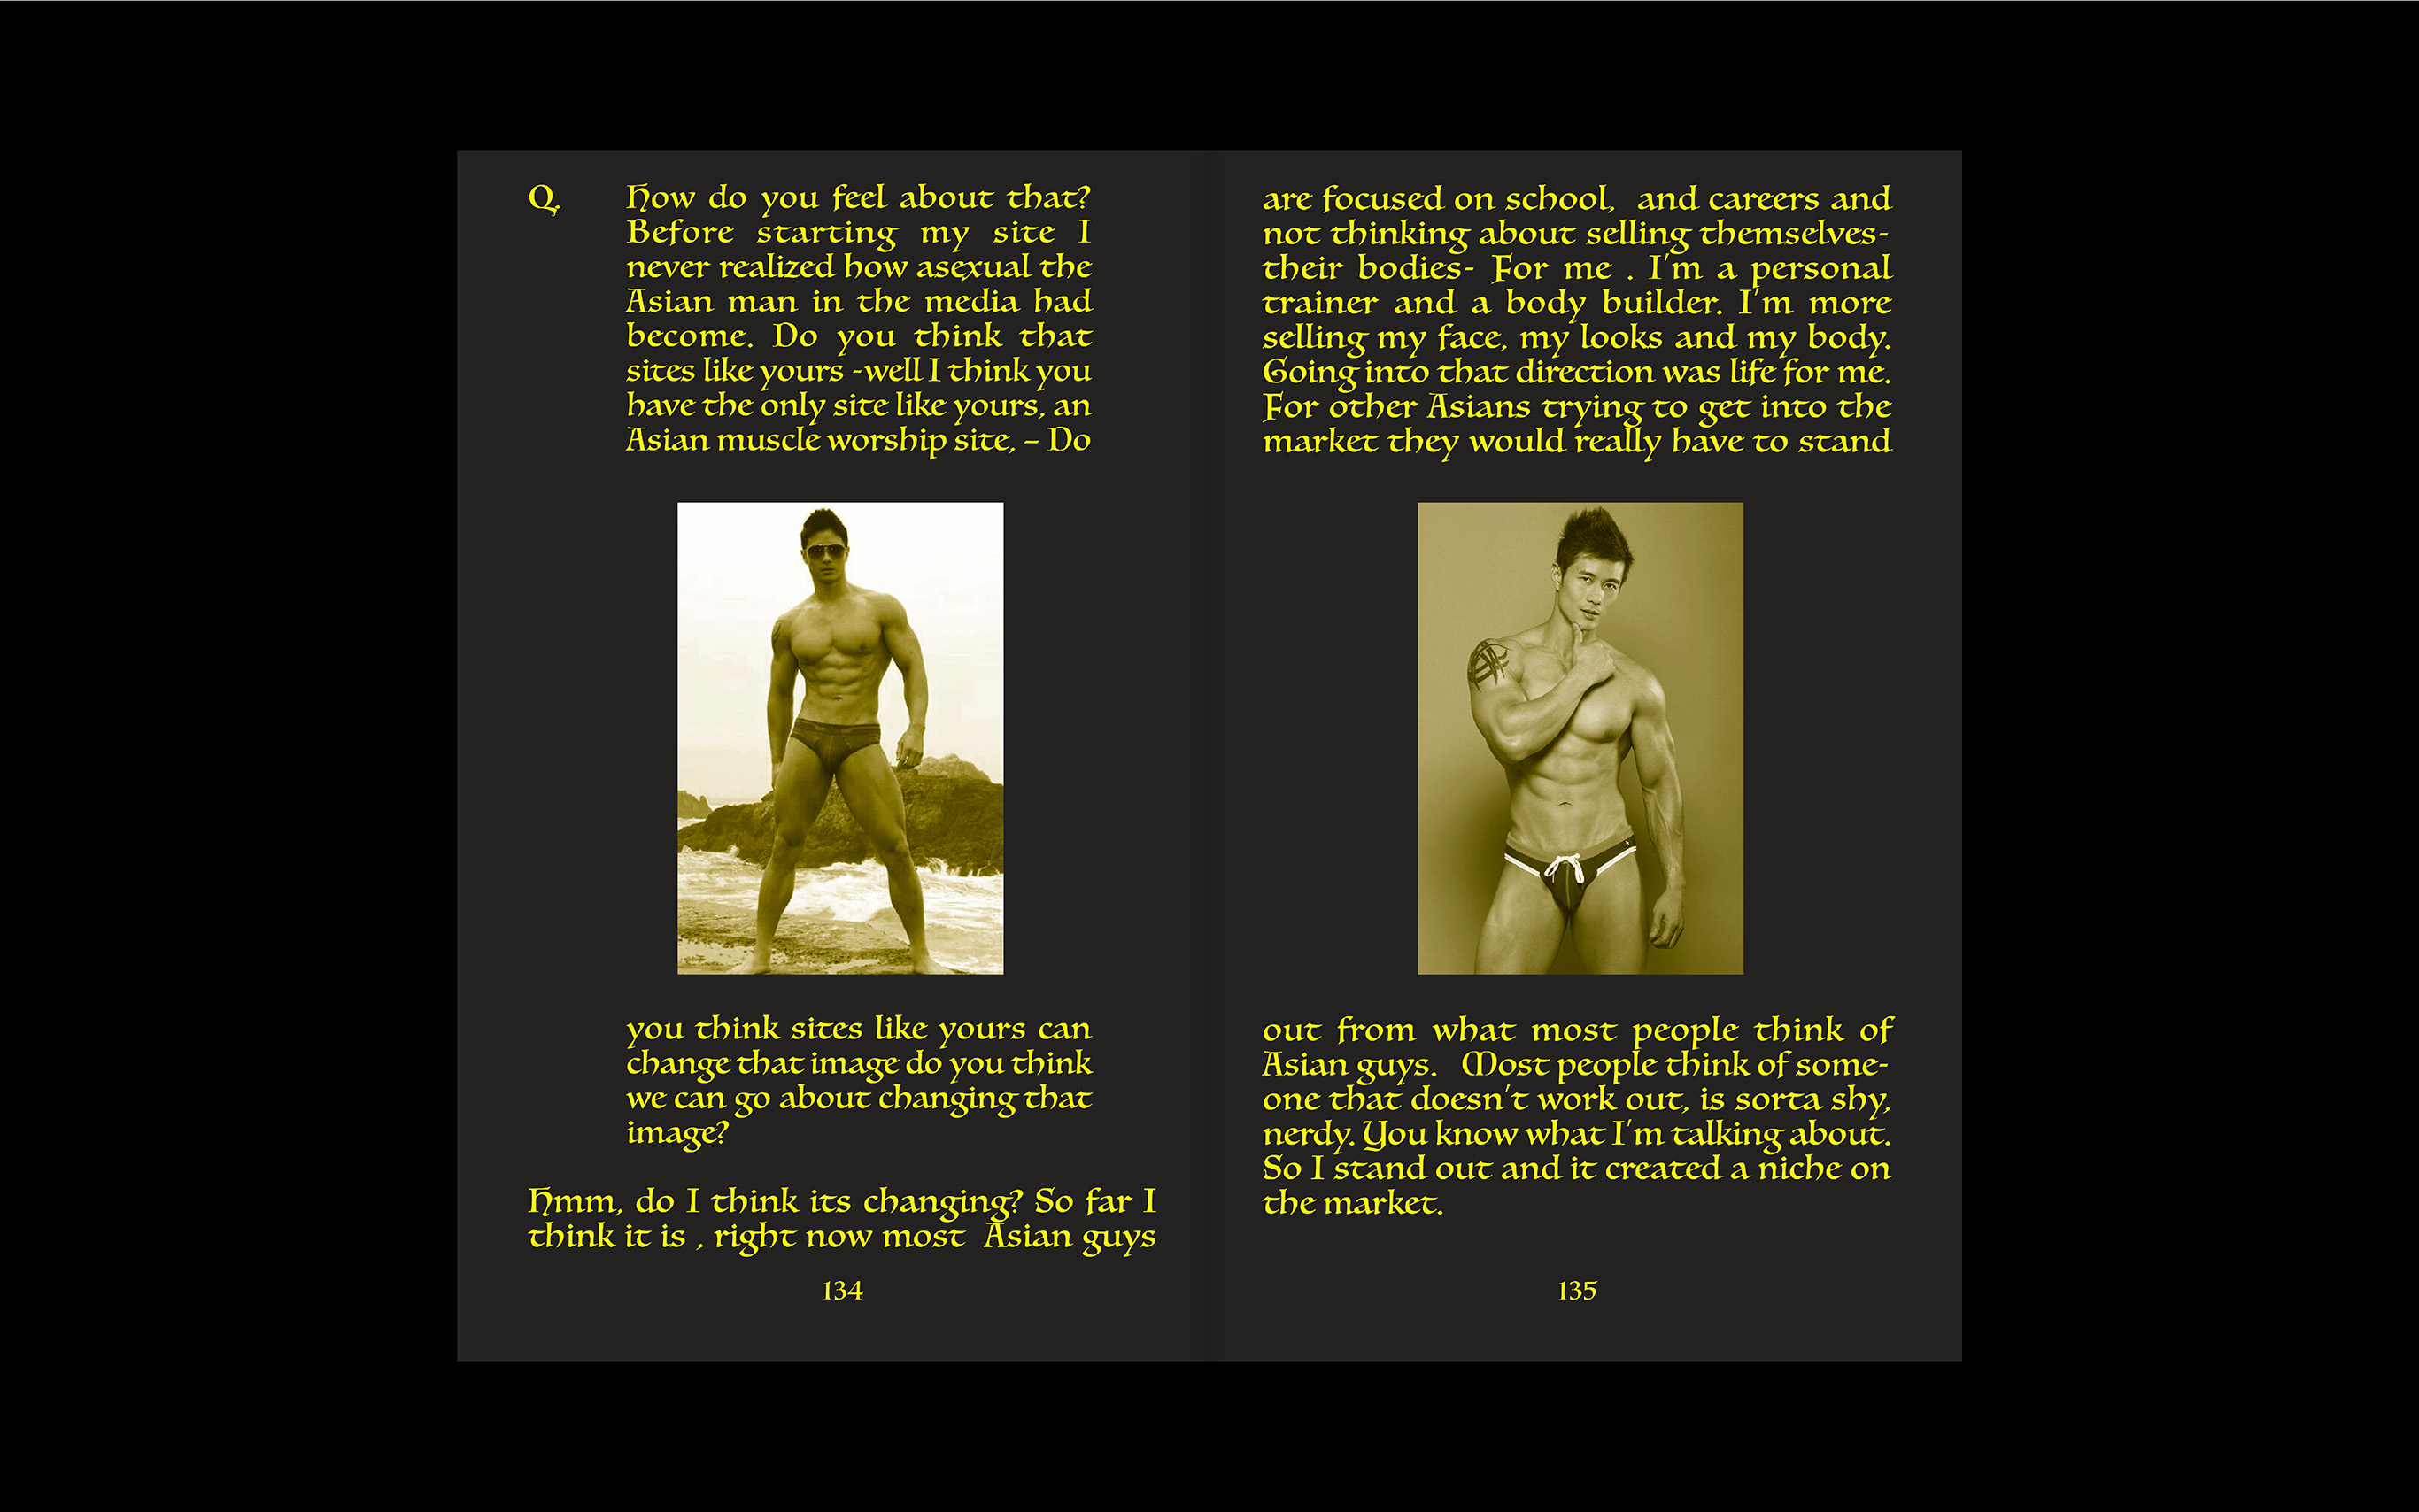 Q. How do you feel about that?
Before starting my site I
never realized how asexual the
Asian man in the media had
become. Do you think that
sites like yours -well I think you
have the only site like yours, an
Asian muscle worship site, – Do
you think sites like yours can
change that image do you think
we can go about changing that
image?
Hmm, do I think its changing? So far I
think it is , right now most Asian guys
134
are focused on school, and careers and
not thinking about selling themselves-
their bodies- For me . I'm a personal
trainer and a body builder. I'm more
selling my face, my looks and my body.
Going into that direction was life for me.
For other Asians trying to get into the
market they would really have to stand
out from what most people think of
Asian guys. Most people think of some-
one that doesn't work out, is sorta shy,
nerdy. You know what I'm talking about.
So I stand out and it created a niche on
the market.
135